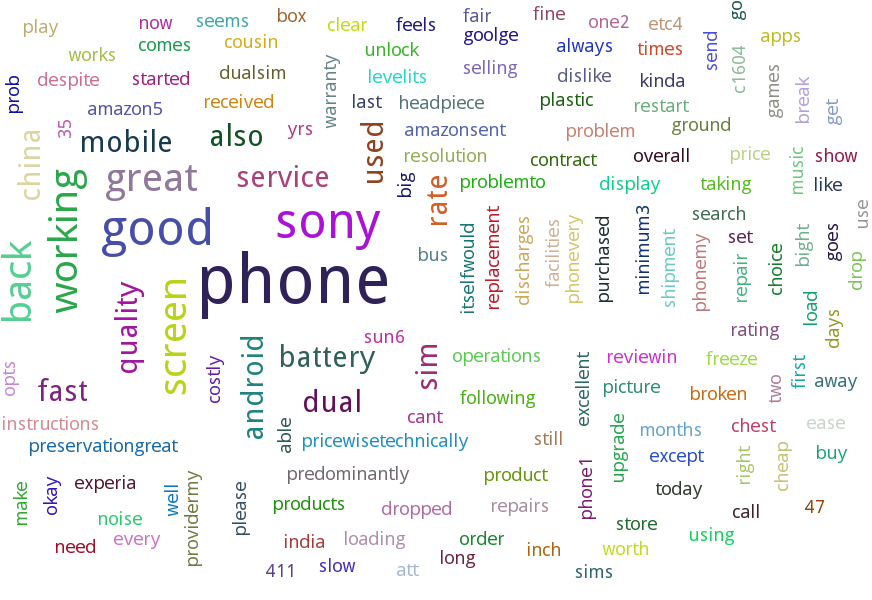 play
now
seems
box
clear
feels
fair
goolge
fine
one2
etc4
go
works
comes
cousin
unlock
selling
always
times
send
apps
prob
despite
started
dualsim
warranty
levelits
dislike
kinda
c1604
games
break
get
35
amazon5
received
last
headpiece
plastic
restart
china
mobile
also
yrs
used
amazonsent
problem
ground
resolution
contract
overall
price
music
show
working
great
service
big
rate
problemto
display
taking
like
good
sony
bus
itselfwould
replacement
discharges
facilities
phonevery
purchased
minimum3
shipment
search
phonemy
set
repair
choice
bight
goes
use
back
phone
drop
quality
screen
load
days
rating
sun6
android
battery
sim
operations
excellent
reviewin
freeze
two
first
away
opts
fast
costly
dual
following
picture
broken
instructions
able
cant
pricewisetechnically
still
upgrade
months
chest
ease
preservationgreat
except
right
cheap
buy
make
okay
experia
well
providermy
please
predominantly
product
phone1
today
noise
products
dropped
repairs
store
call
47
need
every
india
loading
order
long
inch
worth
using
411
slow
att
sims